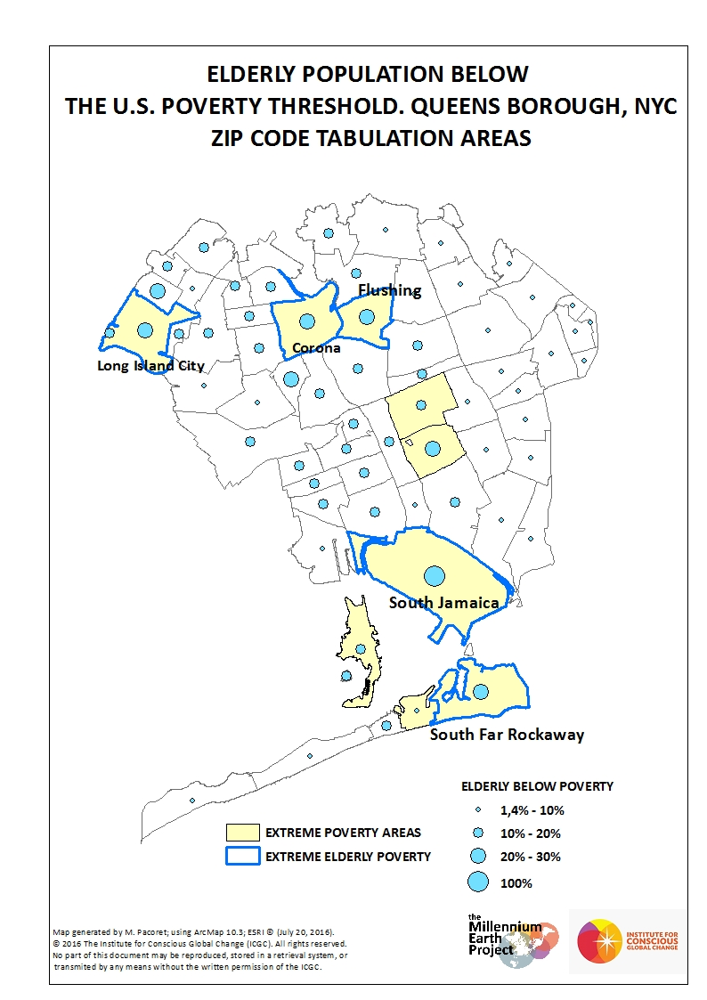 ELDERLY POPULATION BELOW
THE U.S. POVERTY THRESHOLD. QUEENS BOROUGH, NYC
ZIP CODE TABULATION AREAS
Flushing
Corona
Long Island City
South Jamaica
South Far Rockaway
ELDERLY BELOW POVERTY
1,4% - 10%
10% - 20%
20% - 30%
100%
EXTREME POVERTY AREAS
EXTREME ELDERLY POVERTY
Map generated by M. Pacoret; using ArcMap 10.3; ESRI © (July 20, 2016).
© 2016 The Institute for Conscious Global Change (ICGC). All rights reserved.
No part of this document may be reproduced, stored in a retrieval system, or
transmited by any means without the written permission of the ICGC.
the
Millennium
Earth
Project
INSTITUTE FOR
CONSCIOUS
GLOBAL CHANGE